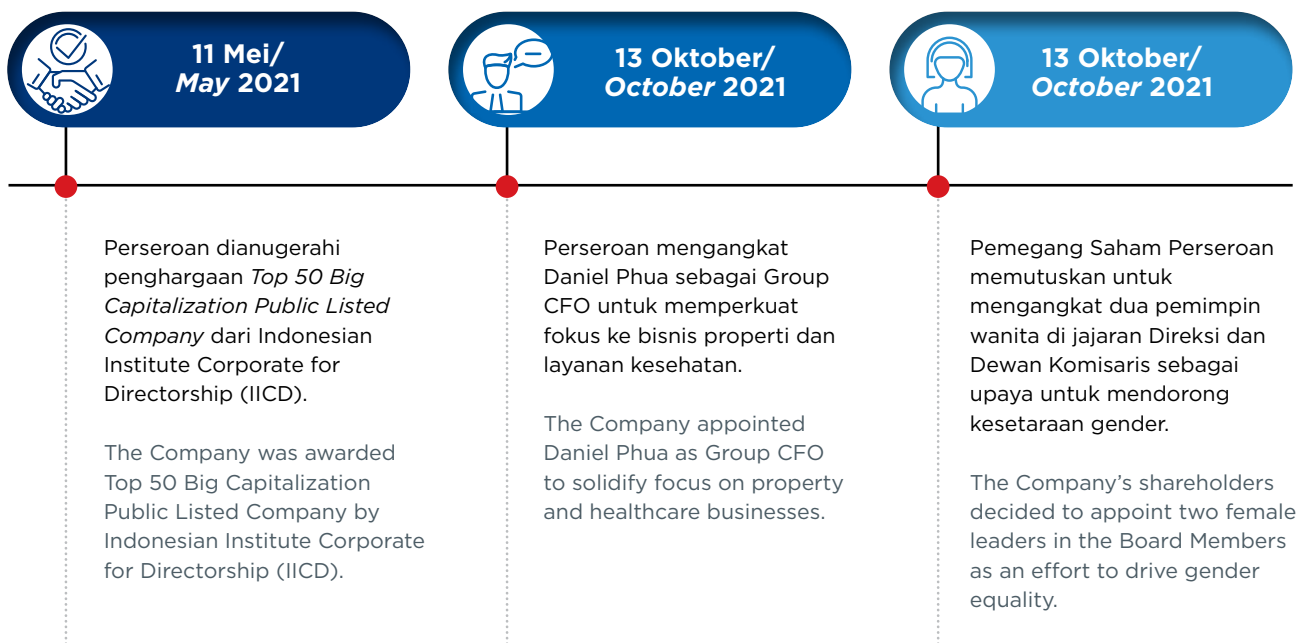 11 Mei/
May 2021
Perseroan dianugerahi
penghargaan Top 50 Big
Capitalization Public Listed
Company dari Indonesian
Institute Corporate for
Directorship (IICD).
The Company was awarded
Top 50 Big Capitalization
Public Listed Company by
Indonesian Institute Corporate
for Directorship (IICD).
13 Oktober/
October 2021
Perseroan mengangkat
Daniel Phua sebagai Group
CFO untuk memperkuat
fokus ke bisnis properti dan
layanan kesehatan.
The Company appointed
Daniel Phua as Group CFO
to solidify focus on property
and healthcare businesses.
13 Oktober/
October 2021
Pemegang Saham Perseroan
memutuskan untuk
mengangkat dua pemimpin
wanita di jajaran Direksi dan
Dewan Komisaris sebagai
upaya untuk mendorong
kesetaraan gender.
The Company’s shareholders
decided to appoint two female
leaders in the Board Members
as an effort to drive gender
equality.